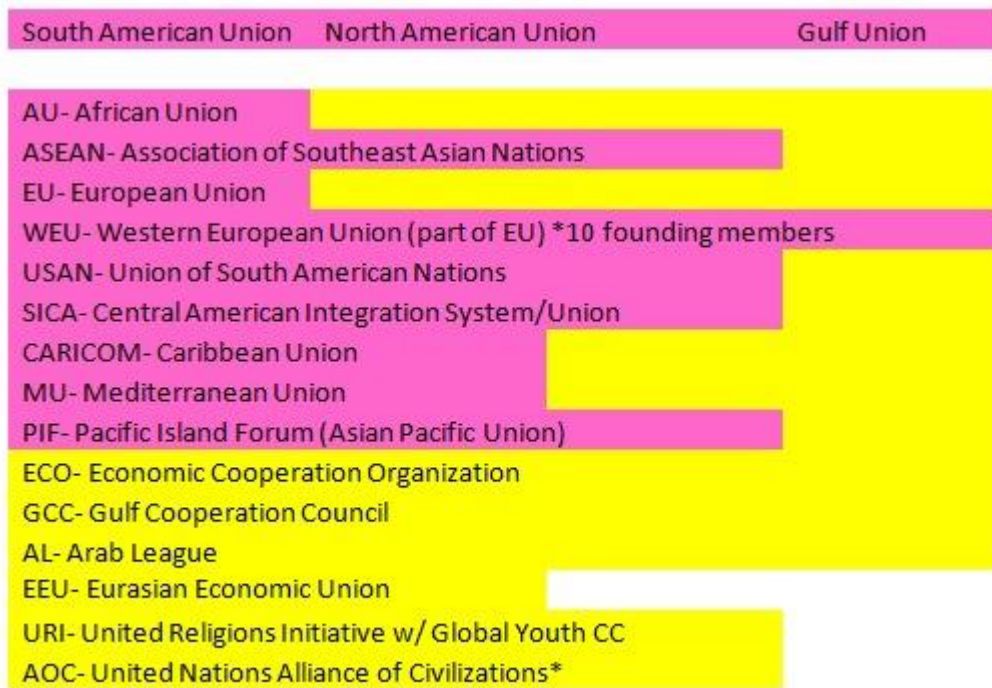 South American Union North American Union Gulf Union
AU- African Union
ASEAN- Association of Southeast Asian Nations
EU- European Union
WEU- Western European Union (part of EU) *10 founding members
USAN- Union of South American Nations
SICA- Central American Integration System/Union
CARICOM- Caribbean Union
MU- Mediterranean Union
PIF- Pacific Island Forum (Asian Pacific Union)
ECO- Economic Cooperation Organization
GCC- Gulf Cooperation Council
AL- Arab League
EEU- Eurasian Economic Union
URI- United Religions Initiative w/ Global Youth CC
AOC- United Nations Alliance of Civilizations*